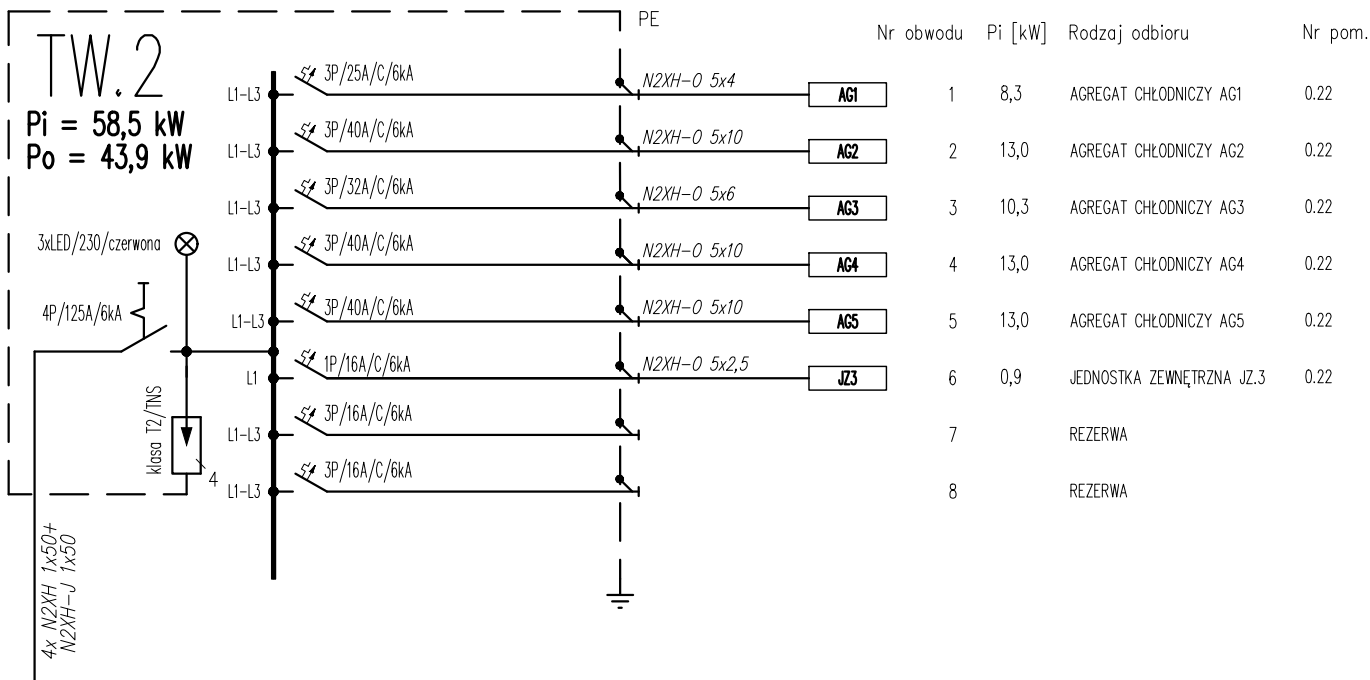 PE
TW.2
Pi = 58,5 kW
Po = 43,9 kW
3xLED/230/czerwona
4P/125A/6kA
klasa T2/TNS
4
4x N2XH 1x50+
N2XH-J 1x50
Nr obwodu Pi [kW] Rodzaj odbioru Nr pom.
L1-L3 3P/25A/C/6kA N2XH-O 5x4 AG1 1 8,3 AGREGAT CHŁODNICZY AG1 0.22
L1-L3 3P/40A/C/6kA N2XH-O 5x10 AG2 2 13,0 AGREGAT CHŁODNICZY AG2 0.22
L1-L3 3P/32A/C/6kA N2XH-O 5x6 AG3 3 10,3 AGREGAT CHŁODNICZY AG3 0.22
L1-L3 3P/40A/C/6kA N2XH-O 5x10 AG4 4 13,0 AGREGAT CHŁODNICZY AG4 0.22
L1-L3 3P/40A/C/6kA N2XH-O 5x10 AG5 5 13,0 AGREGAT CHŁODNICZY AG5 0.22
L1 1P/16A/C/6kA N2XH-O 5x2,5 JZ3 6 0,9 JEDNOSTKA ZEWNĘTRZNA JZ.3 0.22
L1-L3 3P/16A/C/6kA 7 REZERWA
L1-L3 3P/16A/C/6kA 8 REZERWA